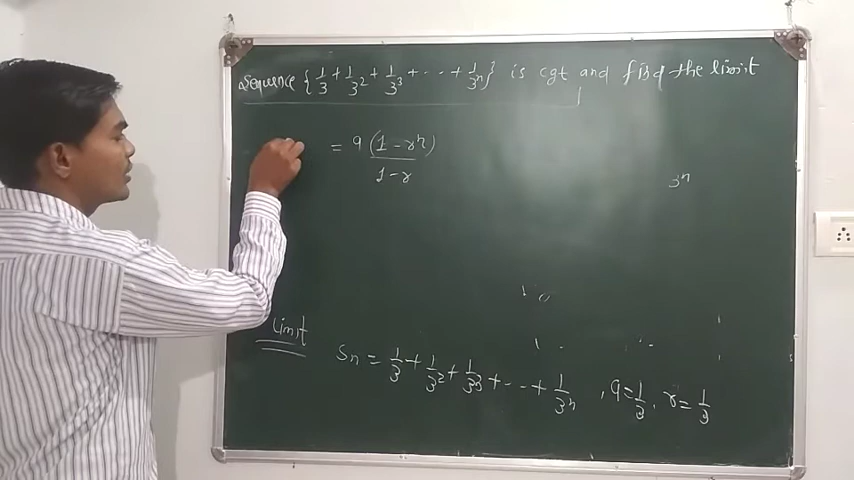 sequence {1/3 + 1/3² + 1/3³ + ... + 1/3ⁿ} is cgt and find the limit
= a (1 - rⁿ) / 1 - r
3ⁿ
Limit
Sn = 1/3 + 1/3² + 1/3³ + ... + 1/3ⁿ , a = 1/3 , r = 1/3